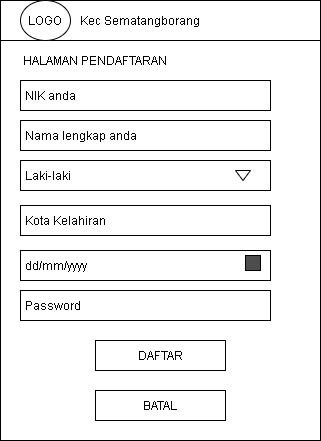 LOGO Kec Sematangborang
HALAMAN PENDAFTARAN
NIK anda
Nama lengkap anda
Laki-laki
Kota Kelahiran
dd/mm/yyyy
Password
DAFTAR
BATAL